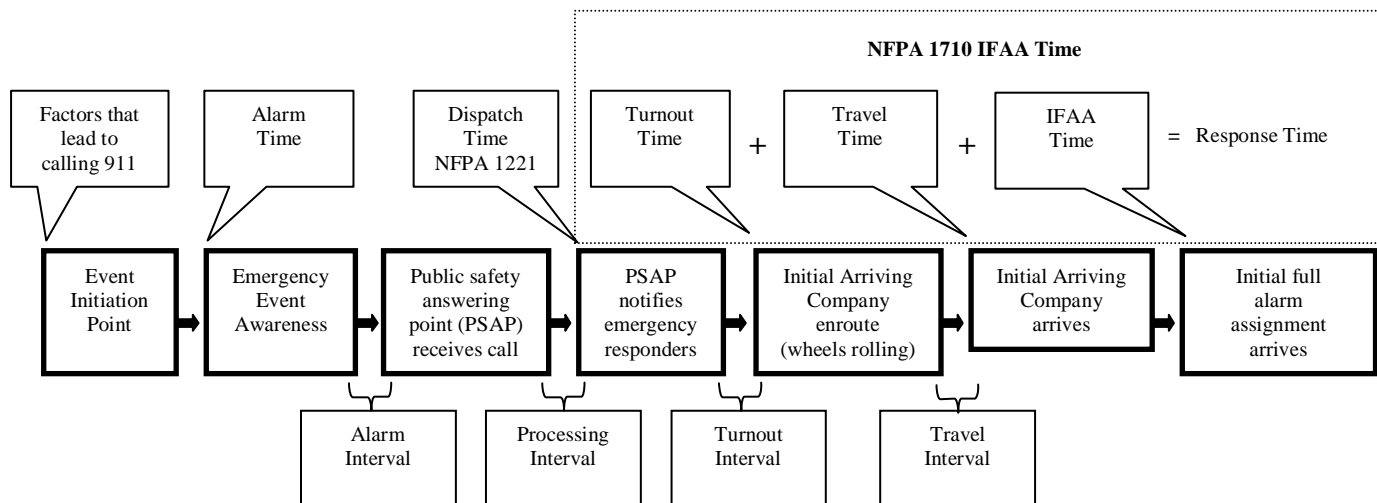 NFPA 1710 IFAA Time
Factors that
lead to
calling 911
Alarm
Time
Dispatch
Time
NFPA 1221
Turnout
Time
+
Travel
Time
+
IFAA
Time
= Response Time
Event
Initiation
Point
Emergency
Event
Awareness
Public safety
answering
point (PSAP)
receives call
PSAP
notifies
emergency
responders
Initial Arriving
Company
enroute
(wheels rolling)
Initial Arriving
Company
arrives
Initial full
alarm
assignment
arrives
Alarm
Interval
Processing
Interval
Turnout
Interval
Travel
Interval